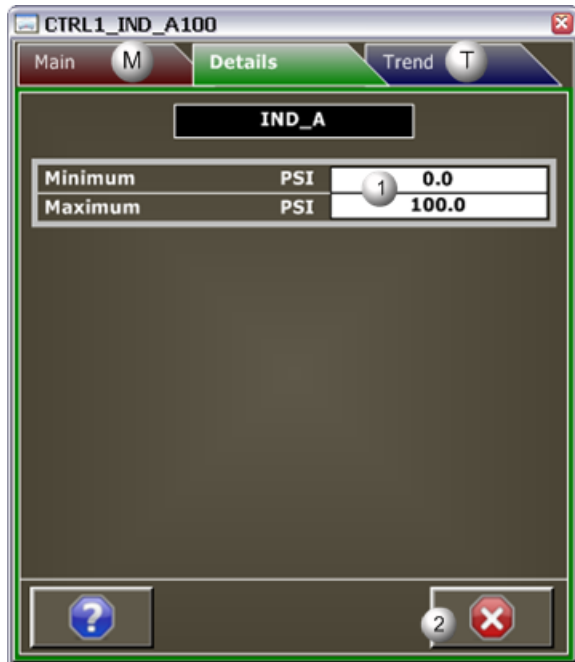 CTRL1_IND_A100
Main M Details Trend T
IND_A
Minimum PSI 1 0.0
Maximum PSI 100.0
? 2